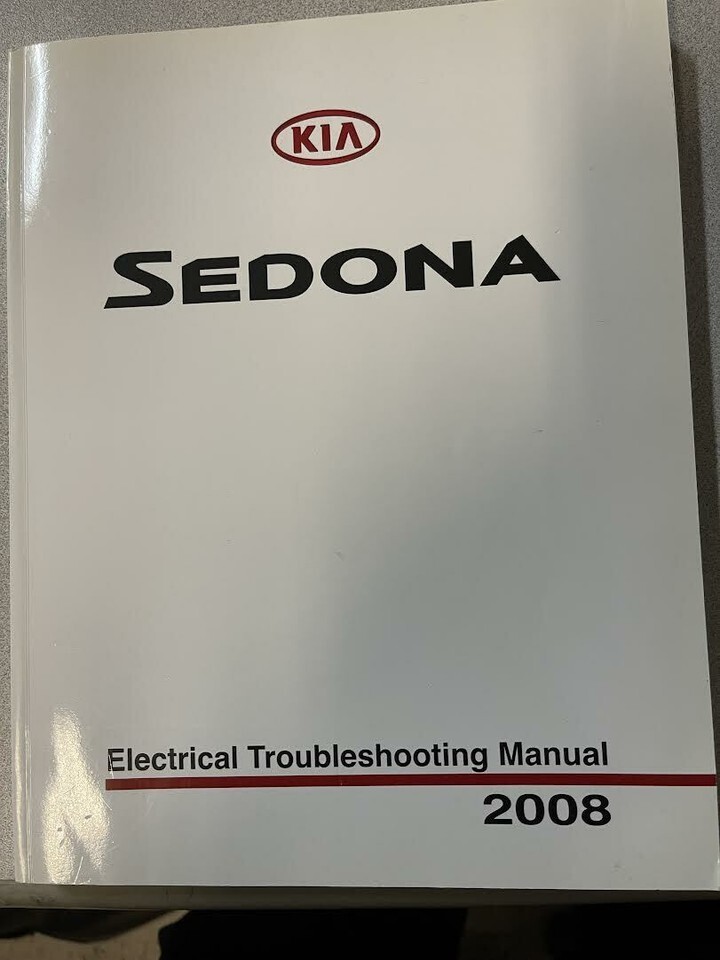 KIA
SEDONA
Electrical Troubleshooting Manual
2008